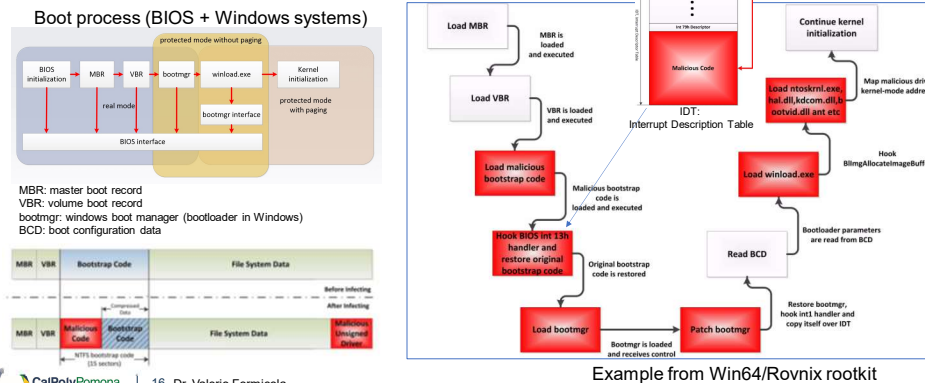 Boot process (BIOS + Windows systems)
protected mode without paging
BIOS
initialization
MBR
VBR
bootmgr
winload.exe
Kernel
initialization
real mode
bootmgr interface
protected mode
with paging
BIOS interface
MBR: master boot record
VBR: volume boot record
bootmgr: windows boot manager (bootloader in Windows)
BCD: boot configuration data
MBR
VBR
Bootstrap Code
File System Data
Before Infecting
After Infecting
Compressed
Data
MBR
VBR
Malicious
Code
Bootstrap
Code
File System Data
Malicious
Unsigned
Driver
NTFS bootstrap code
(15 sectors)
CalPolyPomona
16
Load MBR
MBR is
loaded
and executed
Load VBR
VBR is loaded
and executed
Load malicious
bootstrap code
Malicious bootstrap
code is
loaded and executed
Hook BIOS int 13h
handler and
restore original
bootstrap code
Original bootstrap
code is restored
Load bootmgr
Bootmgr is loaded
and receives control
Patch bootmgr
Restore bootmgr,
hook int1 handler and
copy itself over IDT
Read BCD
Bootloader parameters
are read from BCD
Load winload.exe
Hook
BlImgAllocateImageBuff
Load ntoskrnl.exe,
hal.dll,kdcom.dll,b
ootvid.dll ant etc
Map malicious
kernel-mode
Continue kernel
initialization
Int 79h Descriptor
Malicious Code
IDT:
Interrupt Description Table
Example from Win64/Rovnix rootkit